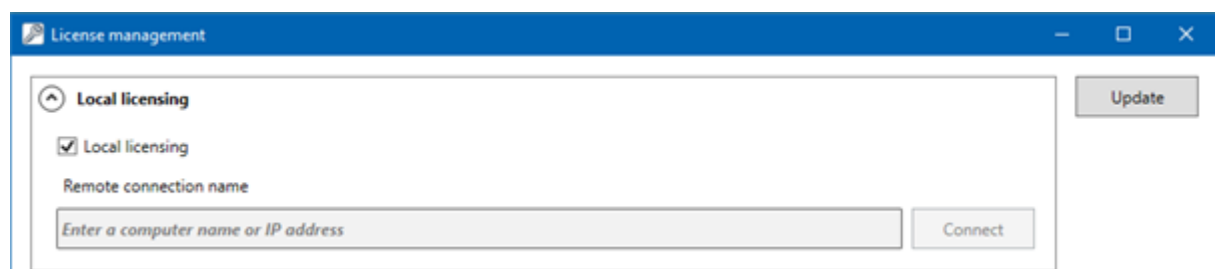 License management
Local licensing
Update
Local licensing
Remote connection name
Enter a computer name or IP address
Connect